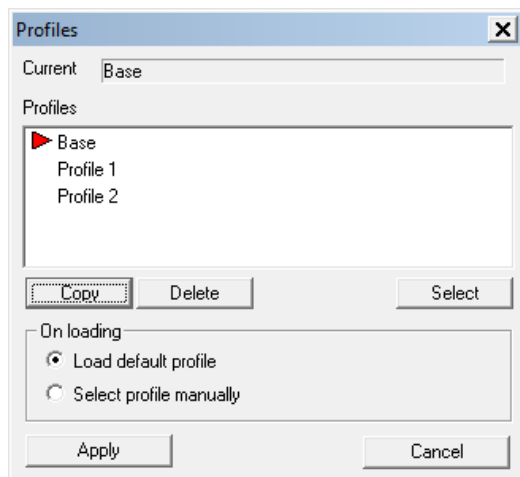 Profiles
Current Base
Profiles
Base
Profile 1
Profile 2
Copy Delete Select
On loading
Load default profile
Select profile manually
Apply Cancel